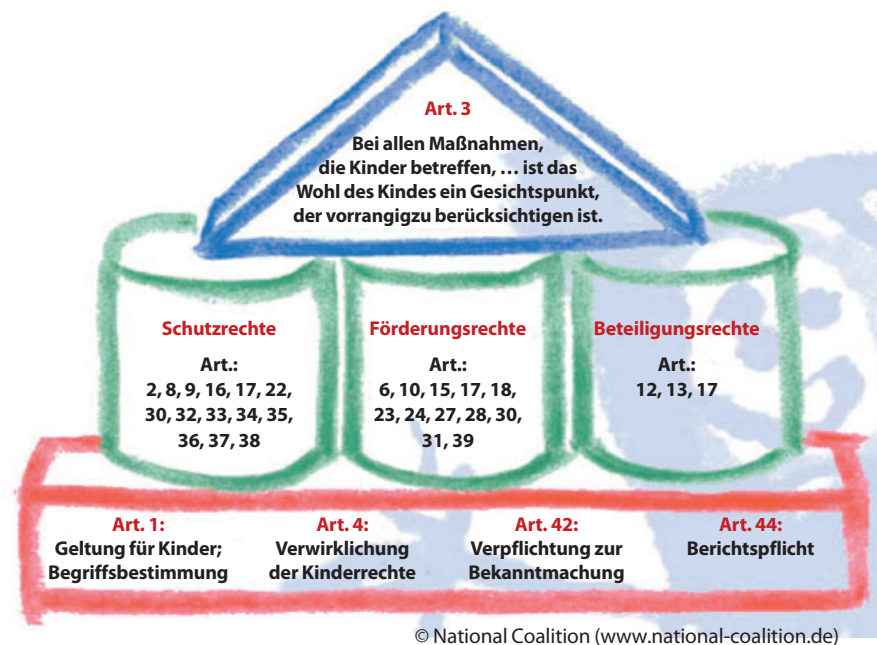 Art. 3
Bei allen Maßnahmen,
die Kinder betreffen, … ist das
Wohl des Kindes ein Gesichtspunkt,
der vorrangigzu berücksichtigen ist.
Schutzrechte
Art.:
2, 8, 9, 16, 17, 22,
30, 32, 33, 34, 35,
36, 37, 38
Förderungsrechte
Art.:
6, 10, 15, 17, 18,
23, 24, 27, 28, 30,
31, 39
Beteiligungsrechte
Art.:
12, 13, 17
Art. 1:
Geltung für Kinder;
Begriffsbestimmung
Art. 4:
Verwirklichung
der Kinderrechte
Art. 42:
Verpflichtung zur
Bekanntmachung
Art. 44:
Berichtspflicht
© National Coalition (www.national-coalition.de)